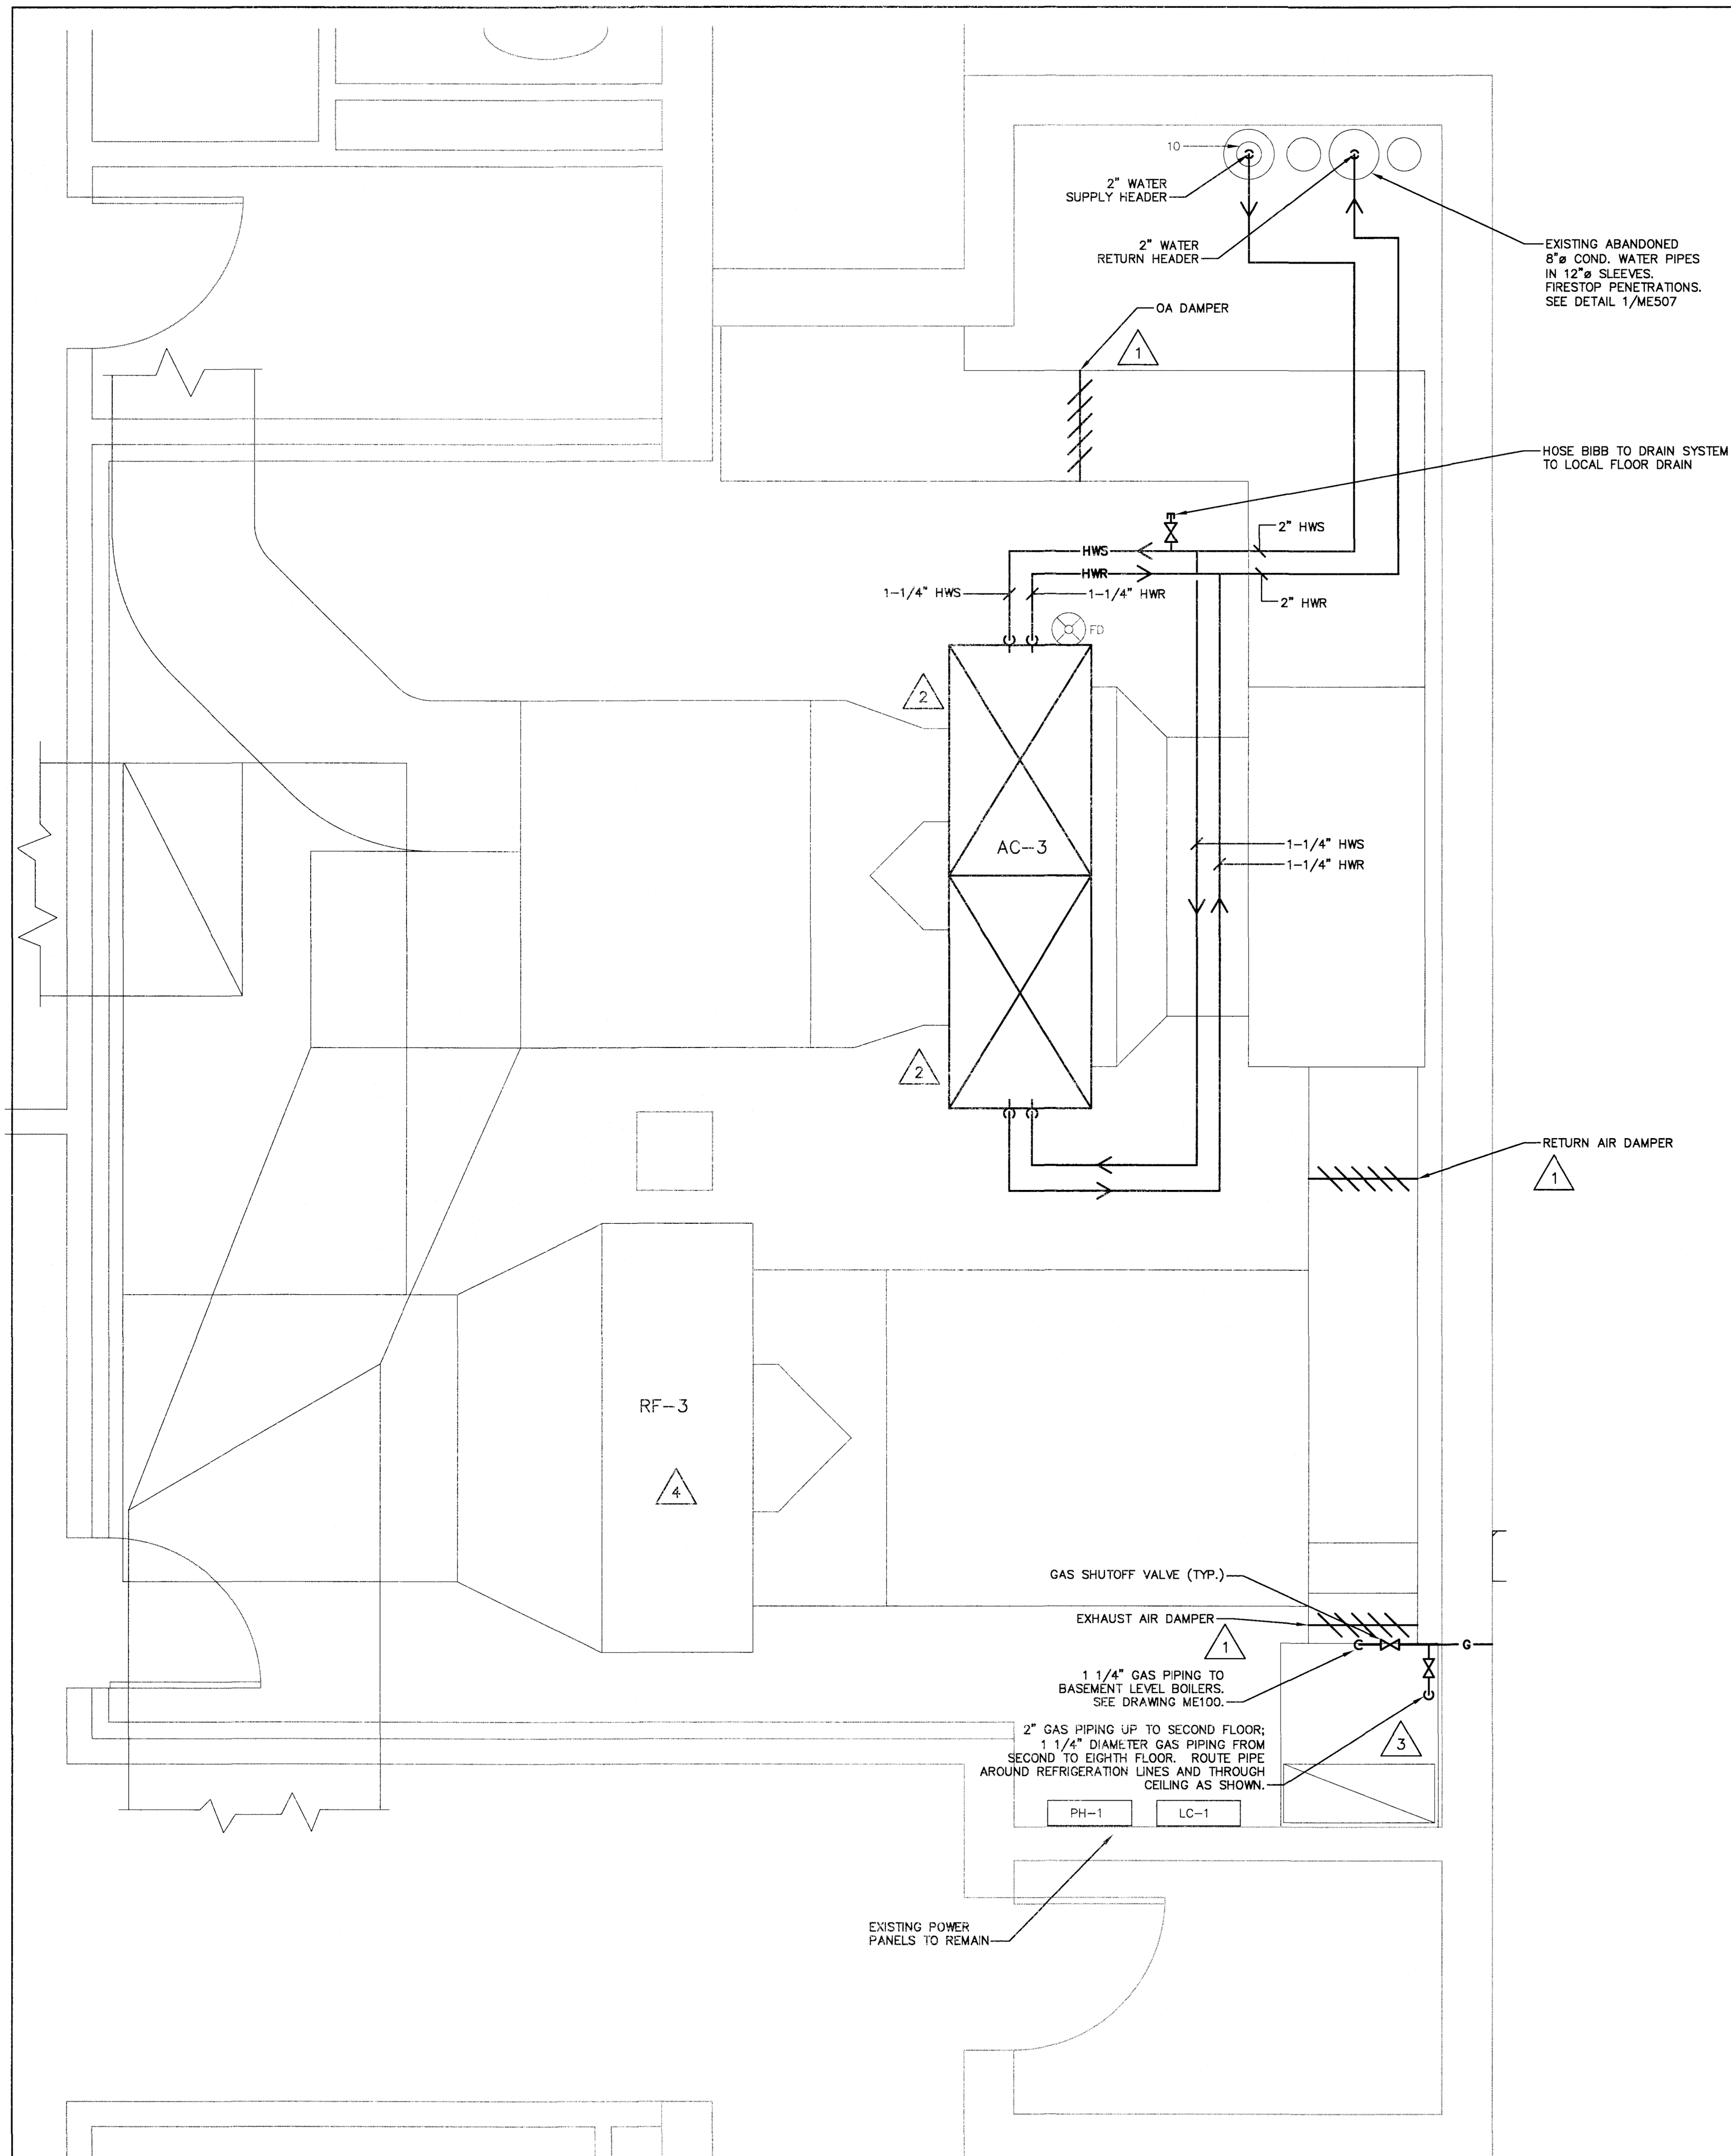 10
2" WATER
SUPPLY HEADER
2" WATER
RETURN HEADER
EXISTING ABANDONED
8"ø COND. WATER PIPES
IN 12"ø SLEEVES.
FIRESTOP PENETRATIONS.
SEE DETAIL 1/ME507
OA DAMPER
1
HOSE BIBB TO DRAIN SYSTEM
TO LOCAL FLOOR DRAIN
2" HWS
HWS
HWR
1-1/4" HWS
1-1/4" HWR
2" HWR
FD
2
AC-3
1-1/4" HWS
1-1/4" HWR
2
RETURN AIR DAMPER
1
RF-3
4
GAS SHUTOFF VALVE (TYP.)
EXHAUST AIR DAMPER
1
G
1 1/4" GAS PIPING TO
BASEMENT LEVEL BOILERS.
SEE DRAWING ME100.
2" GAS PIPING UP TO SECOND FLOOR;
1 1/4" DIAMETER GAS PIPING FROM
SECOND TO EIGHTH FLOOR. ROUTE PIPE
AROUND REFRIGERATION LINES AND THROUGH
CEILING AS SHOWN.
3
PH-1
LC-1
EXISTING POWER
PANELS TO REMAIN